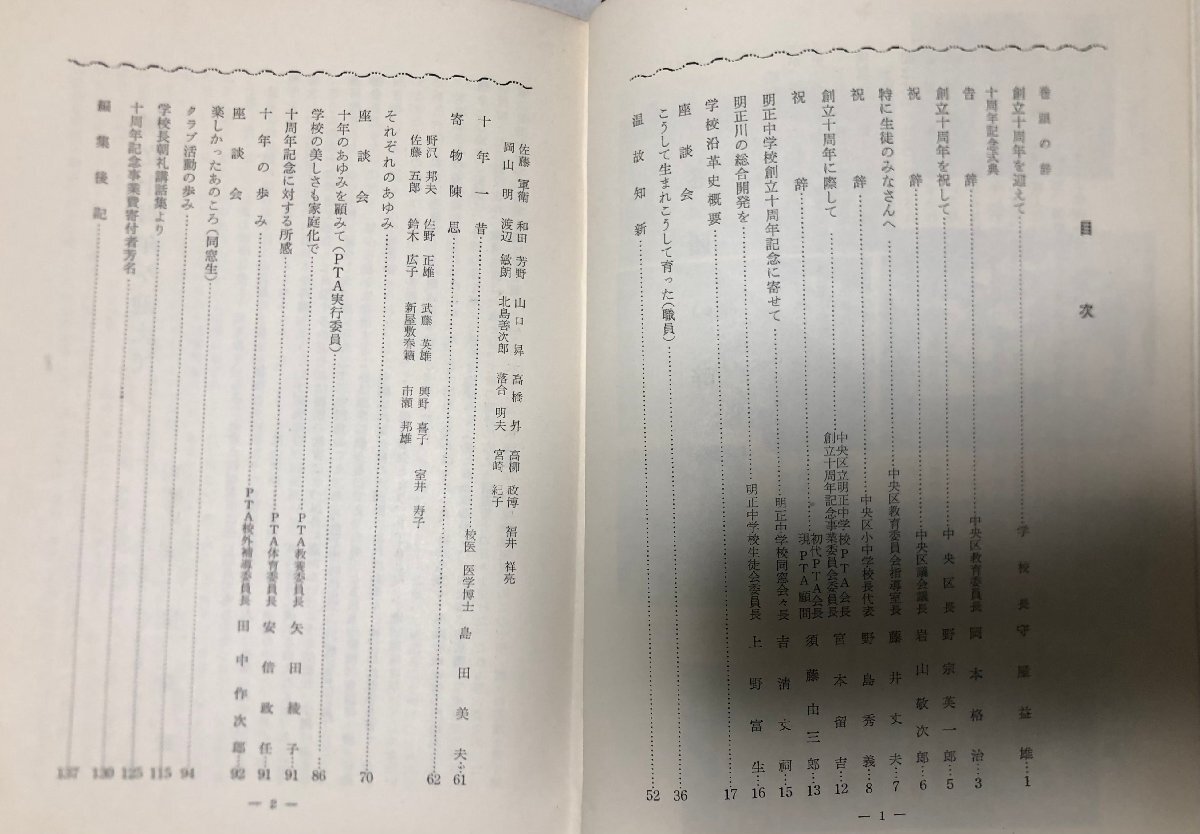 目次
巻頭の辞
創立十周年を迎えて……学校長 守屋益雄…1
十周年記念式典
告辞……中央区教育委員長 岡本格治…3
創立十周年を祝して……中央区長 野宗英一郎…5
祝辞……中央区議会議長 岩山敬次郎…6
特に生徒のみなさんへ……中央区教育委員会指導室長 藤井丈夫…7
祝辞……中央区小中学校長代表 野島秀義…8
創立十周年に際して……中央区立明正中学校PTA会長
創立十周年記念事業委員会委員長 宮本留吉…12
祝辞……初代PTA会長
現PTA顧問 須藤由三郎…13
明正中学校創立十周年記念に寄せて……明正中学校同窓会々長 吉清文祠…15
明正川の総合開発を……明正中学校生徒会委員長 上野富生…16
学校沿革史概要……17
座談会
こうして生まれこうして育った(職員)……36
温故知新……52
— 1 —
佐藤軍衛 和田芳野 山口昇 高橋外 高柳政博 福井祥亮
岡山明 渡辺敏朗 北島善次郎 落合明夫 宮崎紀子
十年一昔……校医 医学博士 島田美夫…61
寄物陳思……62
野沢邦夫 佐野正雄 武藤英雄 興野喜子 室井寿子
佐藤五郎 鈴木広子 新屋敷奉績 市瀬邦雄
それぞれのあゆみ……70
座談会
十年のあゆみを顧みて(PTA実行委員)……86
学校の美しさも家庭化で……PTA教養委員長 矢田綾子…91
十周年記念に対する所感……PTA体育委員長 安倍政任…91
十年の歩み……PTA校外補導委員長 田中作次郎…92
座談会
楽しかったあのころ(同窓生)……94
クラブ活動の歩み……115
学校長朝礼講話集より……125
十周年記念事業費寄付者芳名……130
編集後記……137
— 2 —